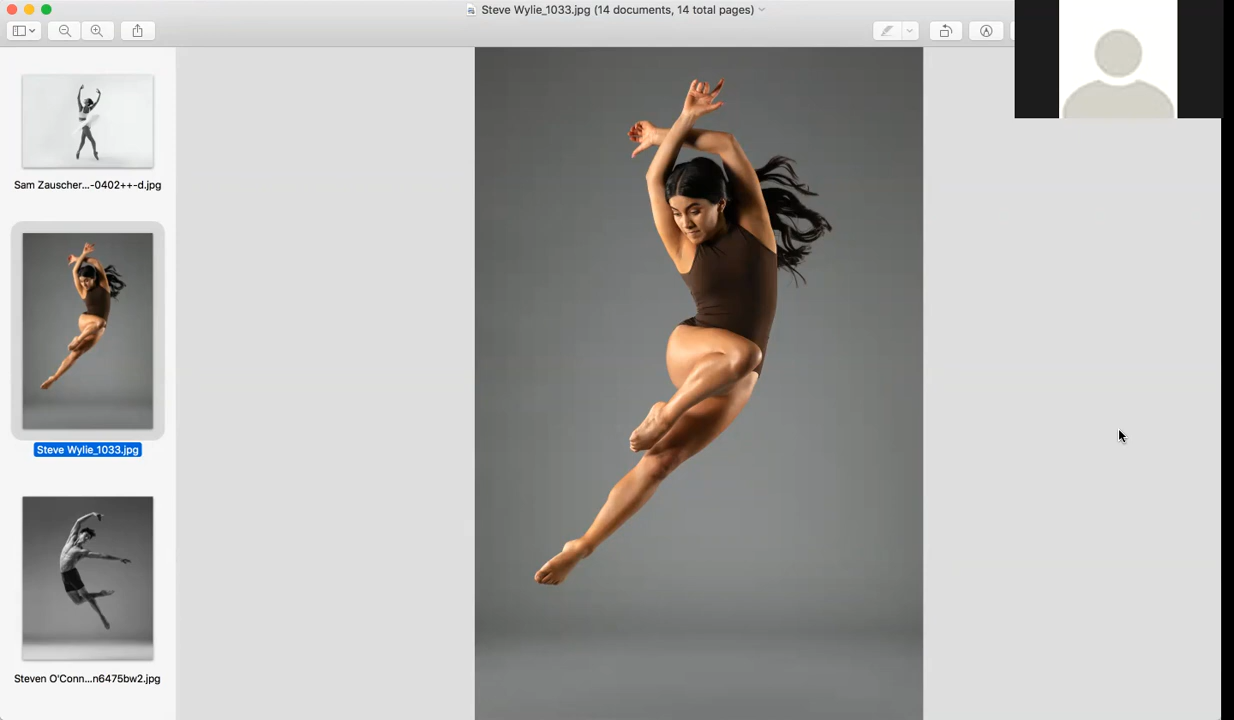 Steve Wylie_1033.jpg (14 documents, 14 total pages)
Sam Zauscher...-0402++-d.jpg
Steve Wylie_1033.jpg
Steven O'Conn...n6475bw2.jpg